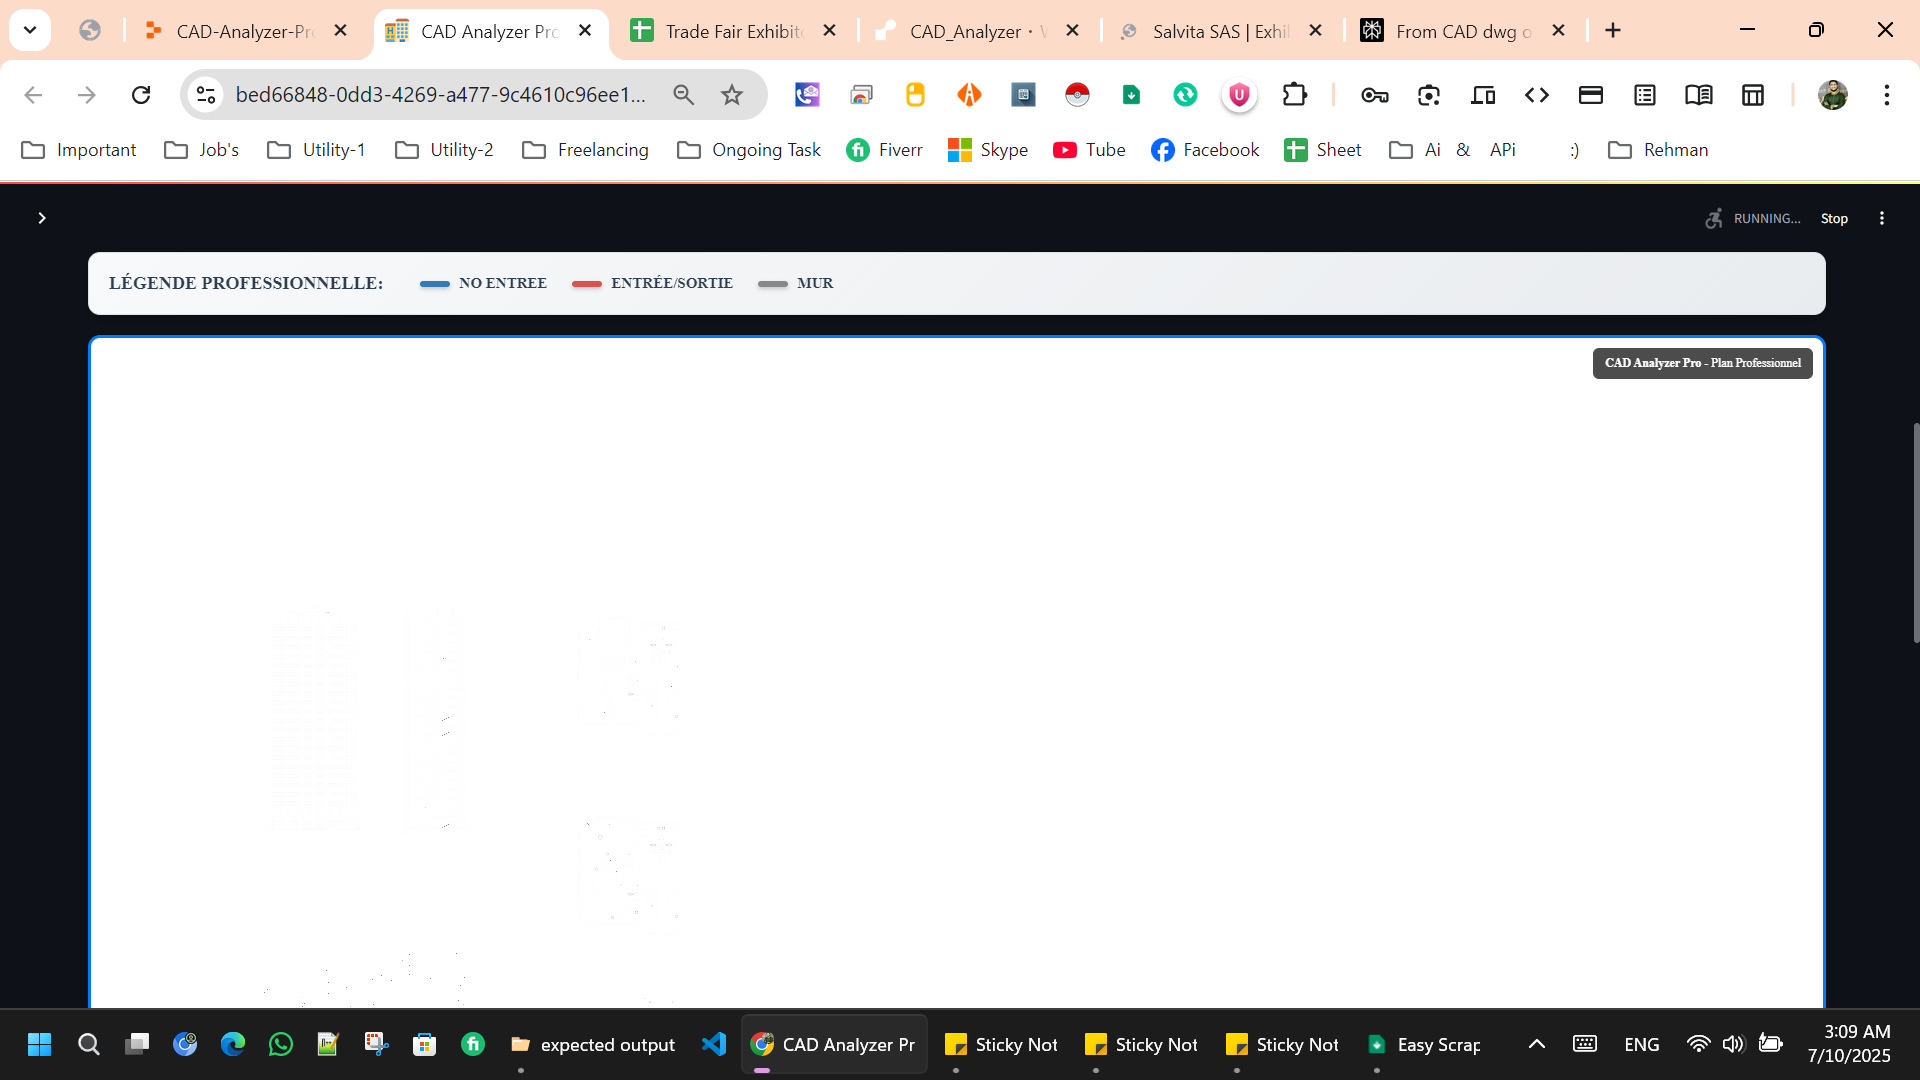 CAD-Analyzer-Pr
CAD Analyzer Pro
Trade Fair Exhibit
CAD_Analyzer
Salvita SAS | Exhi
From CAD dwg o
bed66848-0dd3-4269-a477-9c4610c96ee1...
Important
Job's
Utility-1
Utility-2
Freelancing
Ongoing Task
Fiverr
Skype
Tube
Facebook
Sheet
Ai & APi :)
Rehman
RUNNING...
Stop
LÉGENDE PROFESSIONNELLE:
NO ENTREE
ENTRÉE/SORTIE
MUR
CAD Analyzer Pro - Plan Professionnel
expected output
CAD Analyzer Pr
Sticky Not
Sticky Not
Sticky Not
Easy Scrap
ENG
3:09 AM
7/10/2025